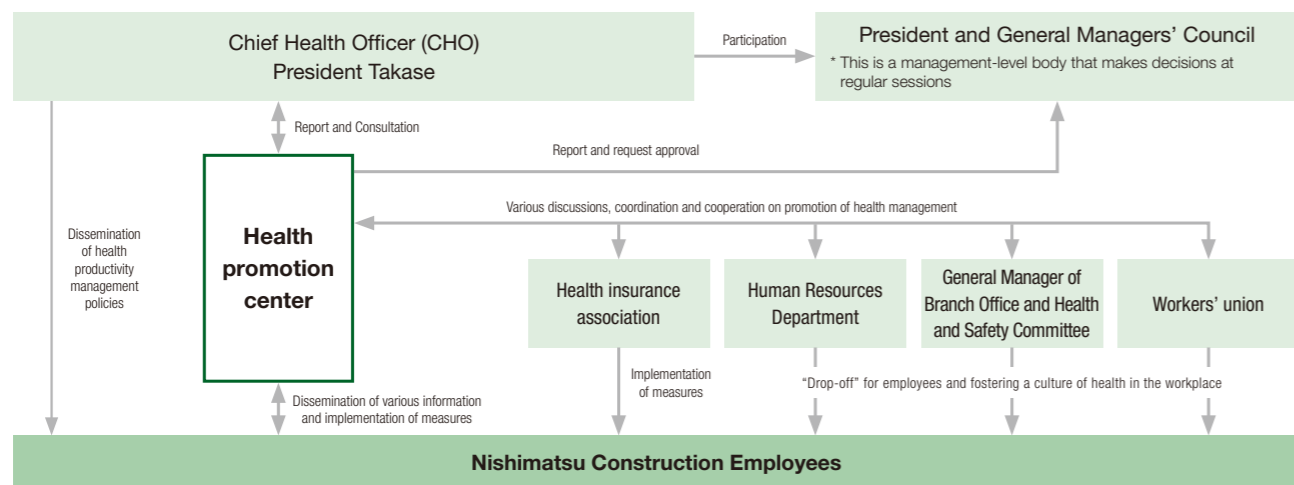 Chief Health Officer (CHO)
President Takase
Participation
President and General Managers’ Council
* This is a management-level body that makes decisions at
regular sessions
Report and Consultation
Report and request approval
Various discussions, coordination and cooperation on promotion of health management
Dissemination
of health
productivity
management
policies
Health
promotion
center
Health insurance
association
Human Resources
Department
General Manager of
Branch Office and Health
and Safety Committee
Workers’ union
Implementation
of measures
“Drop-off” for employees and fostering a culture of health in the workplace
Dissemination of various information
and implementation of measures
Nishimatsu Construction Employees